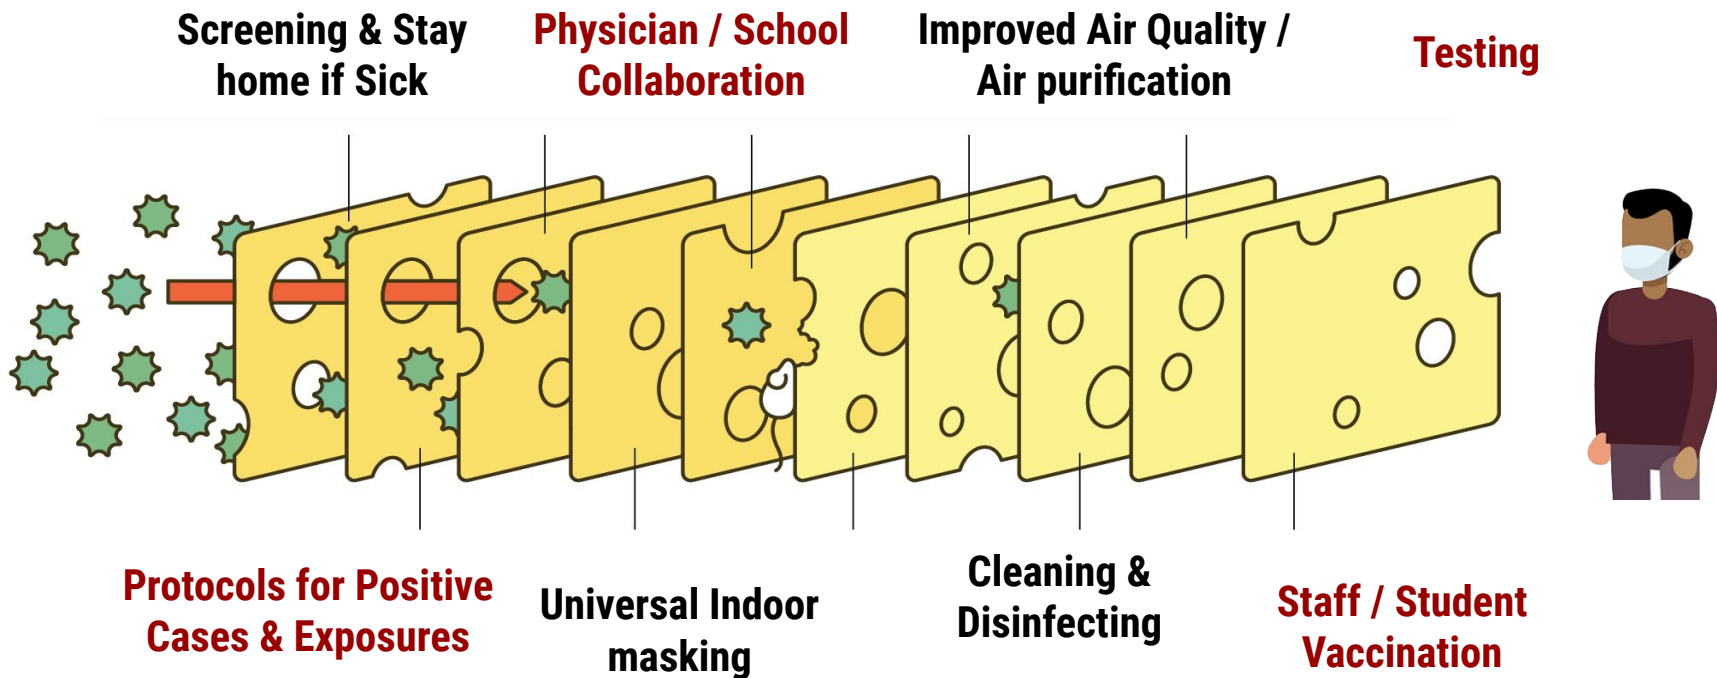 Screening & Stay
home if Sick
Physician / School
Collaboration
Improved Air Quality /
Air purification
Testing
Protocols for Positive
Cases & Exposures
Universal Indoor
masking
Cleaning &
Disinfecting
Staff / Student
Vaccination